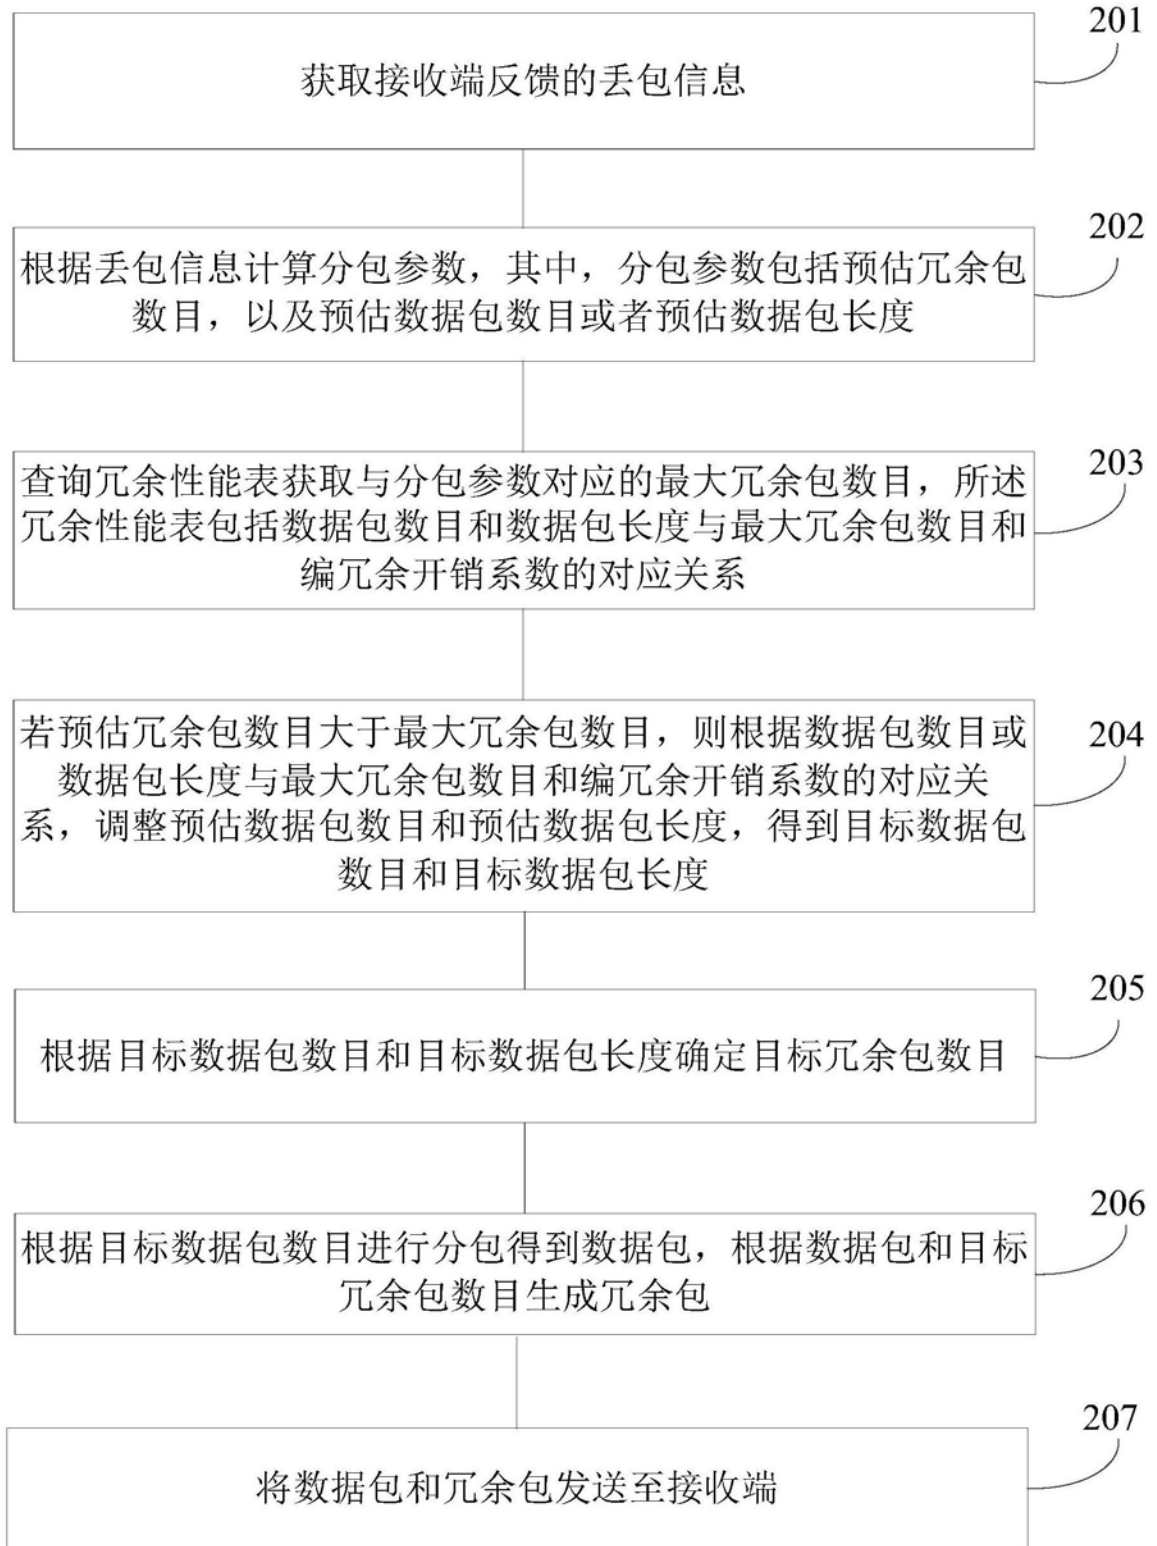 201
获取接收端反馈的丢包信息
202
根据丢包信息计算分包参数，其中，分包参数包括预估冗余包
数目，以及预估数据包数目或者预估数据包长度
203
查询冗余性能表获取与分包参数对应的最大冗余包数目，所述
冗余性能表包括数据包数目和数据包长度与最大冗余包数目和
编冗余开销系数的对应关系
204
若预估冗余包数目大于最大冗余包数目，则根据数据包数目或
数据包长度与最大冗余包数目和编冗余开销系数的对应关
系，调整预估数据包数目和预估数据包长度，得到目标数据包
数目和目标数据包长度
205
根据目标数据包数目和目标数据包长度确定目标冗余包数目
206
根据目标数据包数目进行分包得到数据包，根据数据包和目标
冗余包数目生成冗余包
207
将数据包和冗余包发送至接收端